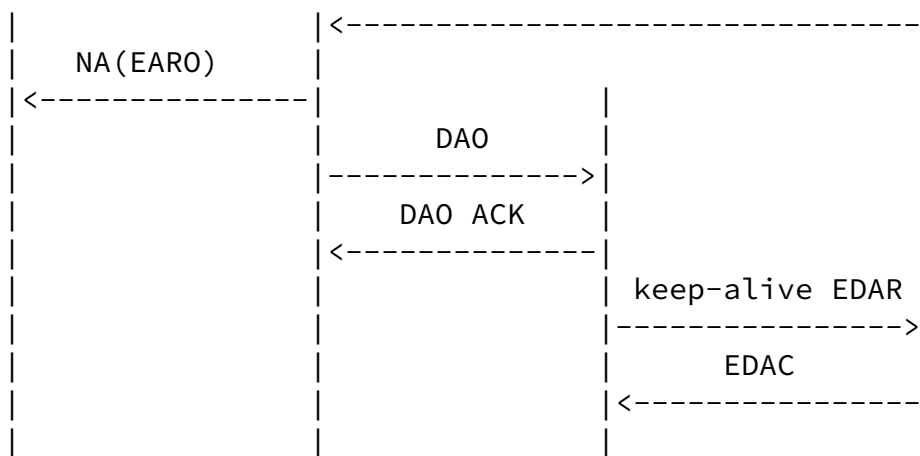 NA(EARO)
DAO
DAO ACK
keep-alive EDAR
EDAC